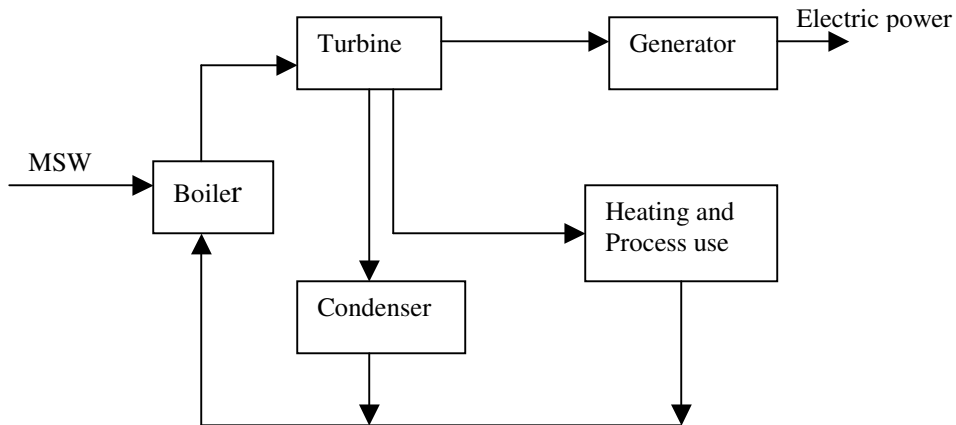 Electric power
Turbine
Generator
MSW
Boiler
Heating and
Process use
Condenser